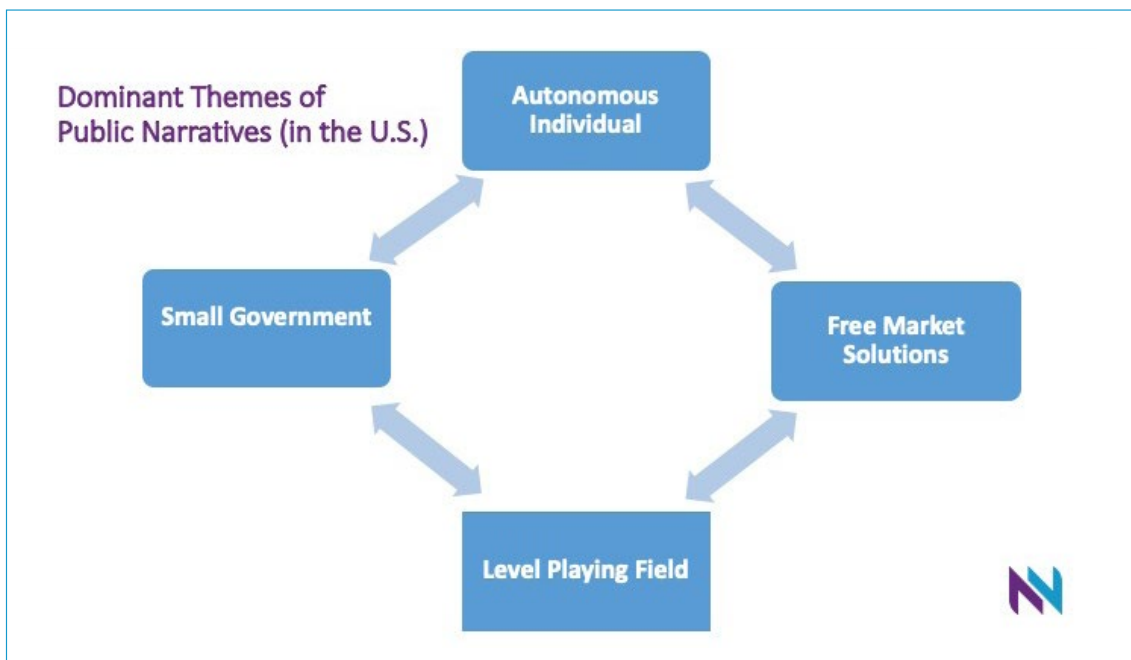 Dominant Themes of
Public Narratives (in the U.S.)
Autonomous
Individual
Small Government
Free Market
Solutions
Level Playing Field